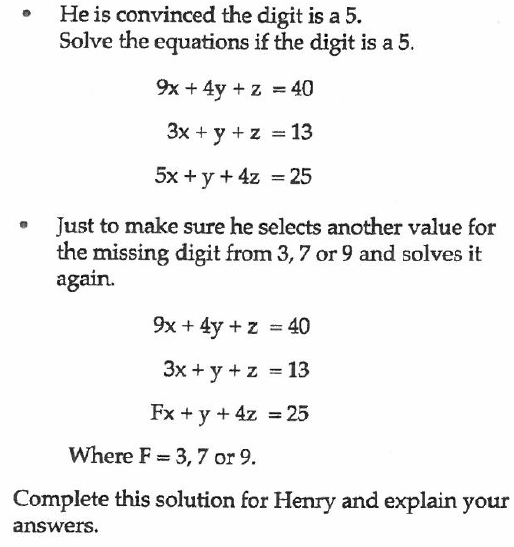 • He is convinced the digit is a 5.
Solve the equations if the digit is a 5.
9x + 4y + z = 40
3x + y + z = 13
5x + y + 4z = 25
• Just to make sure he selects another value for
the missing digit from 3, 7 or 9 and solves it
again.
9x + 4y + z = 40
3x + y + z = 13
Fx + y + 4z = 25
Where F = 3, 7 or 9.
Complete this solution for Henry and explain your
answers.